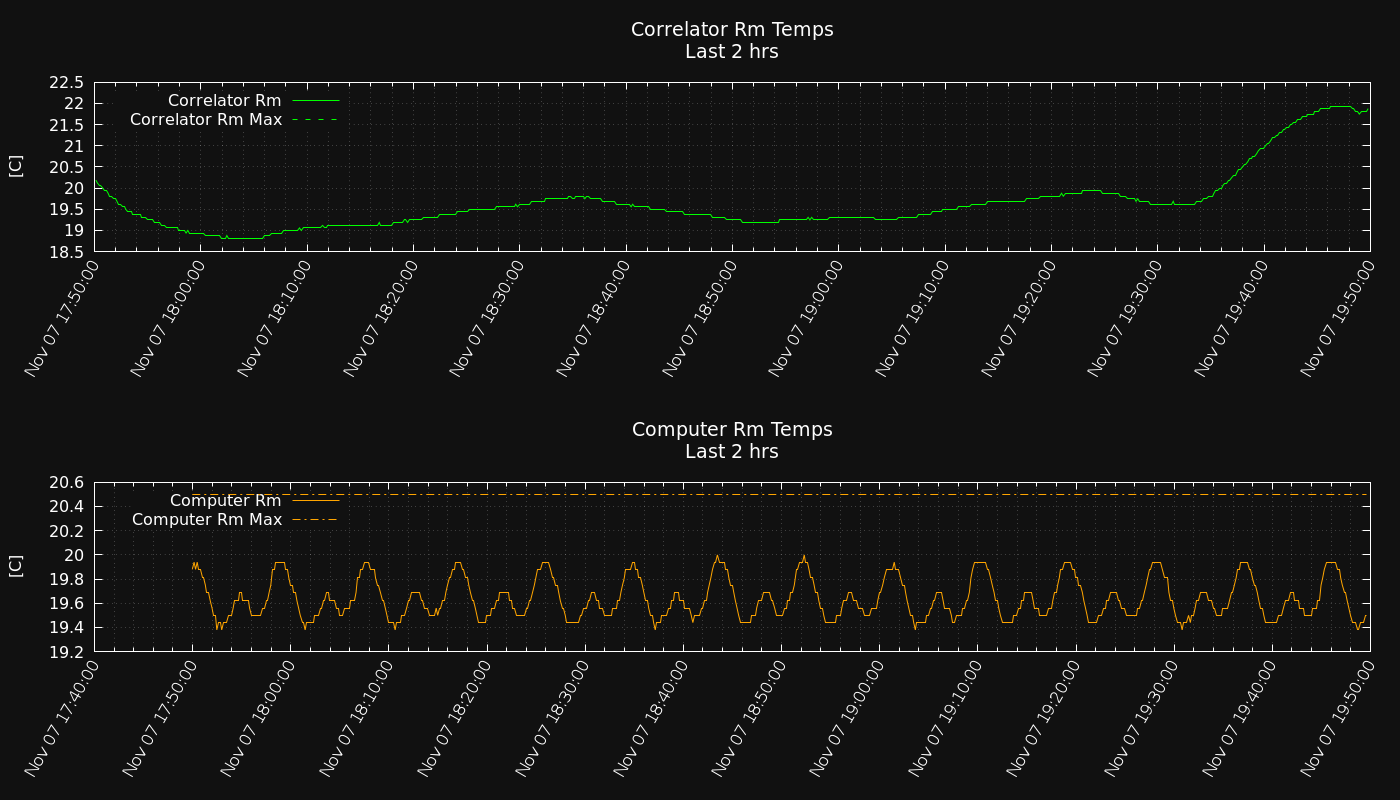 Correlator Rm Temps
Last 2 hrs
22.5
22
21.5
21
20.5
20
19.5
19
18.5
[C]
Correlator Rm
Correlator Rm Max
Nov 07 17:50:00
Nov 07 18:00:00
Nov 07 18:10:00
Nov 07 18:20:00
Nov 07 18:30:00
Nov 07 18:40:00
Nov 07 18:50:00
Nov 07 19:00:00
Nov 07 19:10:00
Nov 07 19:20:00
Nov 07 19:30:00
Nov 07 19:40:00
Nov 07 19:50:00
Computer Rm Temps
Last 2 hrs
20.6
20.4
20.2
20
19.8
19.6
19.4
19.2
[C]
Computer Rm
Computer Rm Max
Nov 07 17:40:00
Nov 07 17:50:00
Nov 07 18:00:00
Nov 07 18:10:00
Nov 07 18:20:00
Nov 07 18:30:00
Nov 07 18:40:00
Nov 07 18:50:00
Nov 07 19:00:00
Nov 07 19:10:00
Nov 07 19:20:00
Nov 07 19:30:00
Nov 07 19:40:00
Nov 07 19:50:00